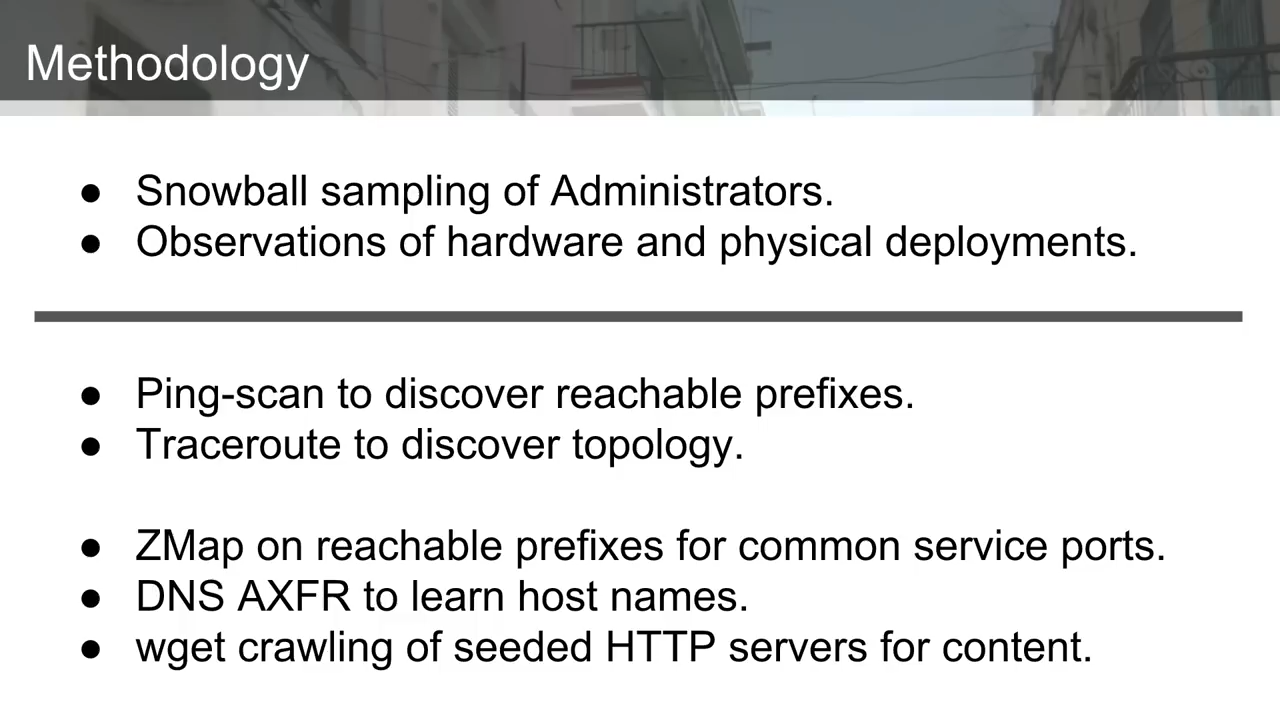 Methodology
● Snowball sampling of Administrators.
● Observations of hardware and physical deployments.
● Ping-scan to discover reachable prefixes.
● Traceroute to discover topology.
● ZMap on reachable prefixes for common service ports.
● DNS AXFR to learn host names.
● wget crawling of seeded HTTP servers for content.